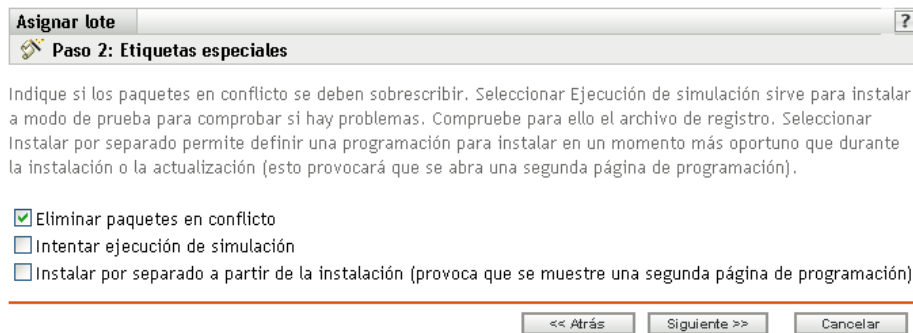 Asignar lote
?
Paso 2: Etiquetas especiales
Indique si los paquetes en conflicto se deben sobrescribir. Seleccionar Ejecución de simulación sirve para instalar
a modo de prueba para comprobar si hay problemas. Compruebe para ello el archivo de registro. Seleccionar
Instalar por separado permite definir una programación para instalar en un momento más oportuno que durante
la instalación o la actualización (esto provocará que se abra una segunda página de programación).
Eliminar paquetes en conflicto
Intentar ejecución de simulación
Instalar por separado a partir de la instalación (provoca que se muestre una segunda página de programación)
<< Atrás Siguiente >> Cancelar